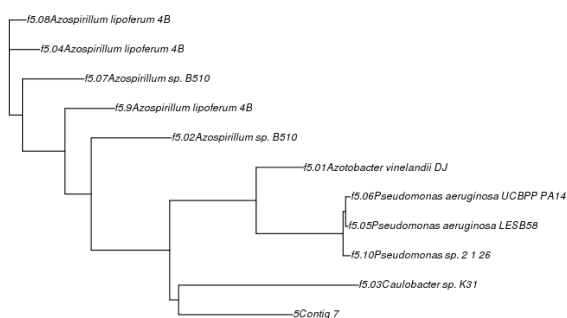 f5.08Azospirillum lipoferum 4B
f5.04Azospirillum lipoferum 4B
f5.07Azospirillum sp. B510
f5.9Azospirillum lipoferum 4B
f5.02Azospirillum sp. B510
f5.01Azotobacter vinelandii DJ
f5.06Pseudomonas aeruginosa UCBPP PA14
f5.05Pseudomonas aeruginosa LESB58
f5.10Pseudomonas sp. 2 1 26
f5.03Caulobacter sp. K31
5Contig 7